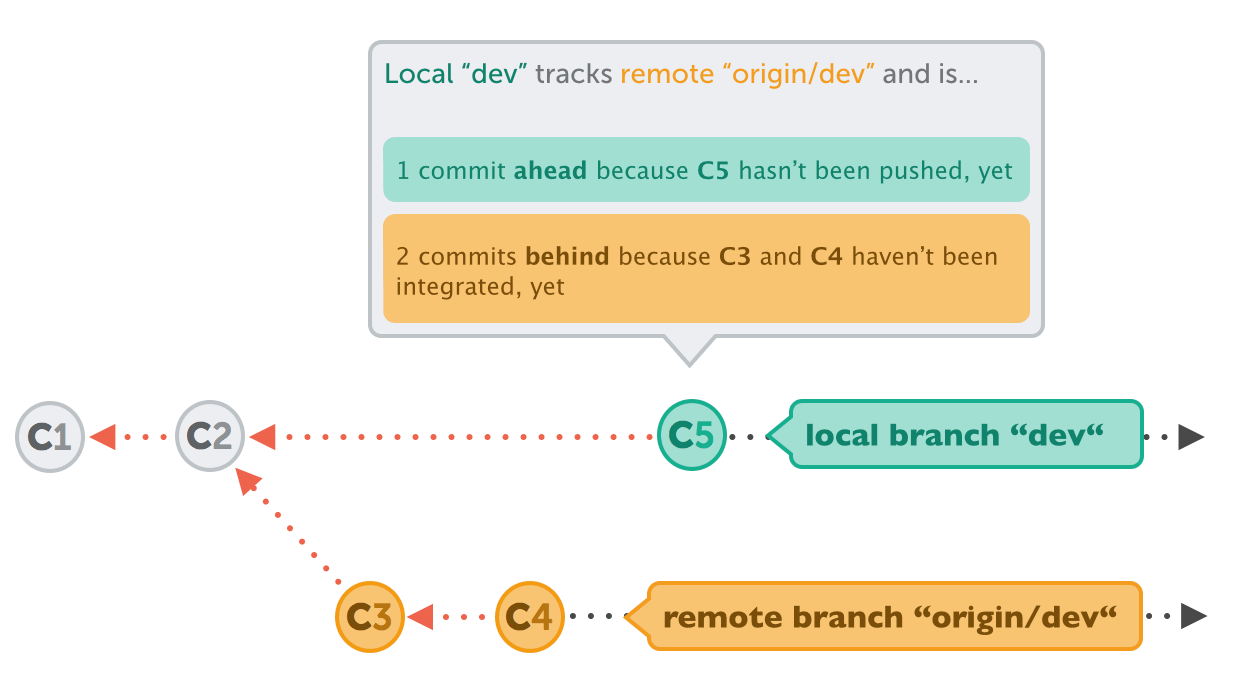 Local “dev” tracks remote “origin/dev” and is...
1 commit ahead because C5 hasn’t been pushed, yet
2 commits behind because C3 and C4 haven’t been
integrated, yet
C1
C2
C5
local branch “dev“
C3
C4
remote branch “origin/dev“